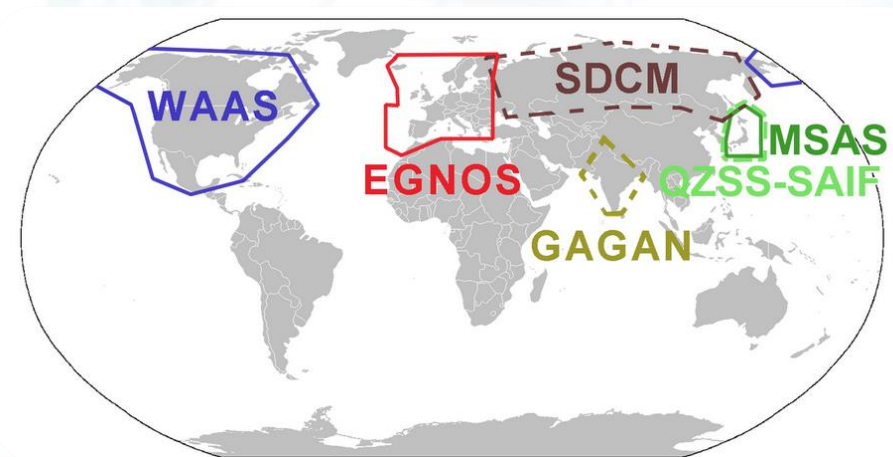 WAAS
SDCM
EGNOS
MSAS
QZSS-SAIF
GAGAN